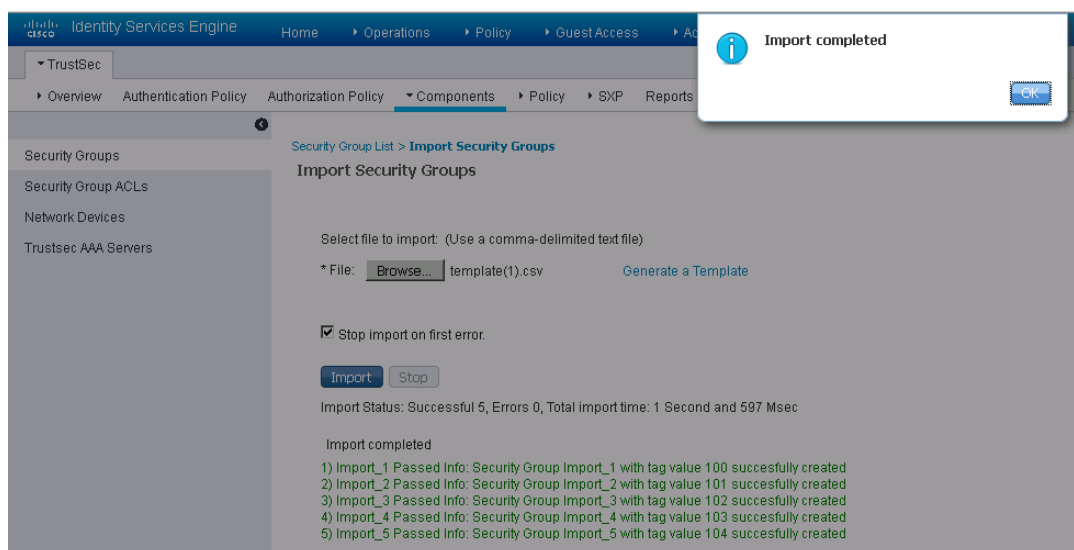 cisco Identity Services Engine
Home Operations Policy Guest Access Ad
Import completed
OK
TrustSec
Overview Authentication Policy Authorization Policy Components Policy SXP Reports
Security Groups
Security Group ACLs
Network Devices
Trustsec AAA Servers
Security Group List > Import Security Groups
Import Security Groups
Select file to import: (Use a comma-delimited text file)
* File: Browse... template(1).csv Generate a Template
Stop import on first error.
Import Stop
Import Status: Successful 5, Errors 0, Total import time: 1 Second and 597 Msec
Import completed
1) Import_1 Passed Info: Security Group Import_1 with tag value 100 succesfully created
2) Import_2 Passed Info: Security Group Import_2 with tag value 101 succesfully created
3) Import_3 Passed Info: Security Group Import_3 with tag value 102 succesfully created
4) Import_4 Passed Info: Security Group Import_4 with tag value 103 succesfully created
5) Import_5 Passed Info: Security Group Import_5 with tag value 104 succesfully created